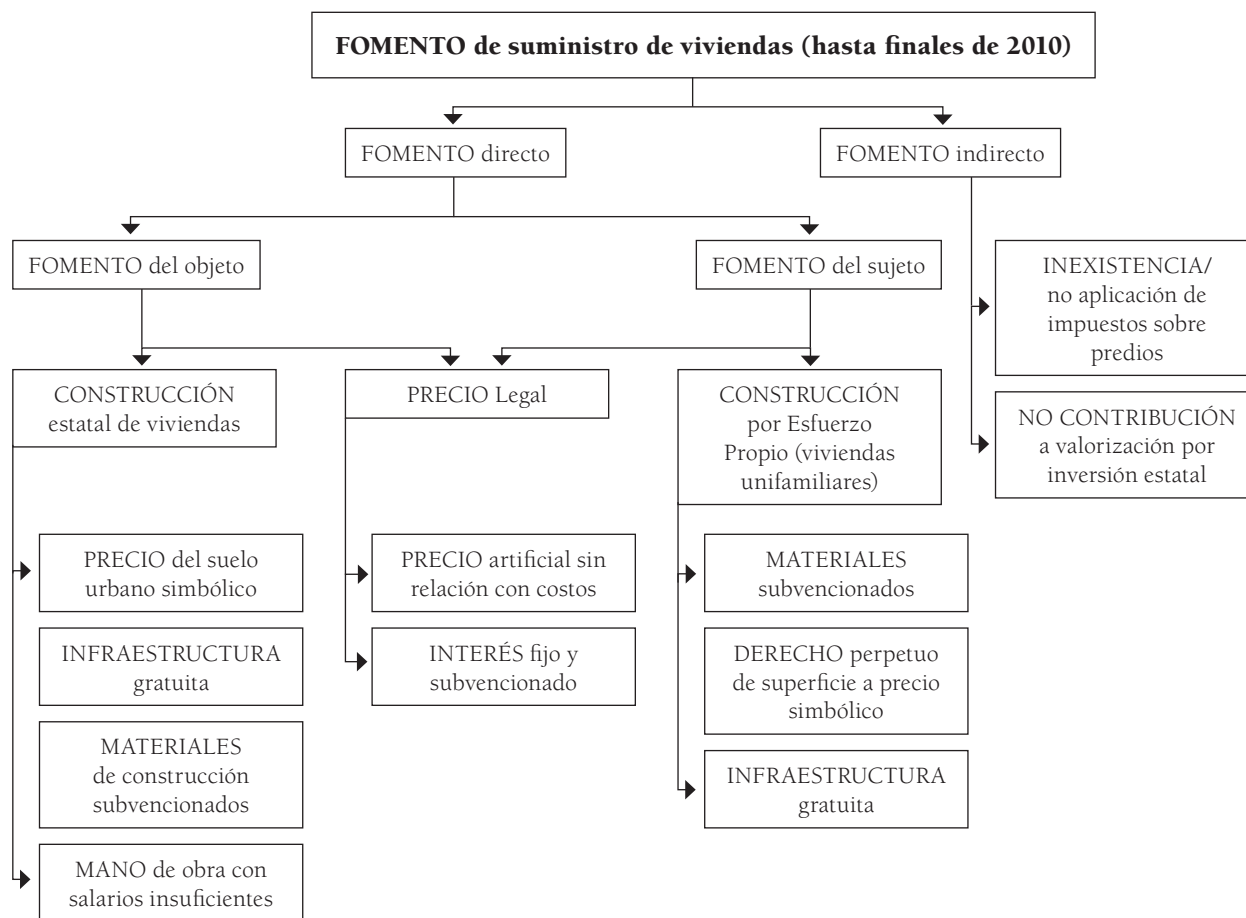 FOMENTO de suministro de viviendas (hasta finales de 2010)
FOMENTO directo
FOMENTO indirecto
FOMENTO del objeto
FOMENTO del sujeto
INEXISTENCIA/
no aplicación de
impuestos sobre
predios
CONSTRUCCIÓN
estatal de viviendas
PRECIO Legal
CONSTRUCCIÓN
por Esfuerzo
Propio (viviendas
unifamiliares)
NO CONTRIBUCIÓN
a valorización por
inversión estatal
PRECIO del suelo
urbano simbólico
INFRAESTRUCTURA
gratuita
MATERIALES
de construcción
subvencionados
MANO de obra con
salarios insuficientes
PRECIO artificial sin
relación con costos
INTERÉS fijo y
subvencionado
MATERIALES
subvencionados
DERECHO perpetuo
de superficie a precio
simbólico
INFRAESTRUCTURA
gratuita